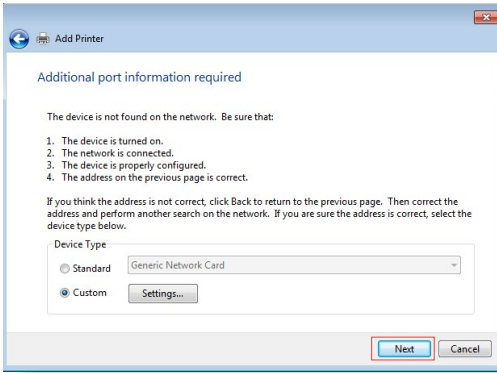 Add Printer
Additional port information required
The device is not found on the network.  Be sure that:
1.  The device is turned on.
2.  The network is connected.
3.  The device is properly configured.
4.  The address on the previous page is correct.
If you think the address is not correct, click Back to return to the previous page.  Then correct the
address and perform another search on the network.  If you are sure the address is correct, select the
device type below.
Device Type
Standard
Generic Network Card
Custom
Settings...
Next
Cancel